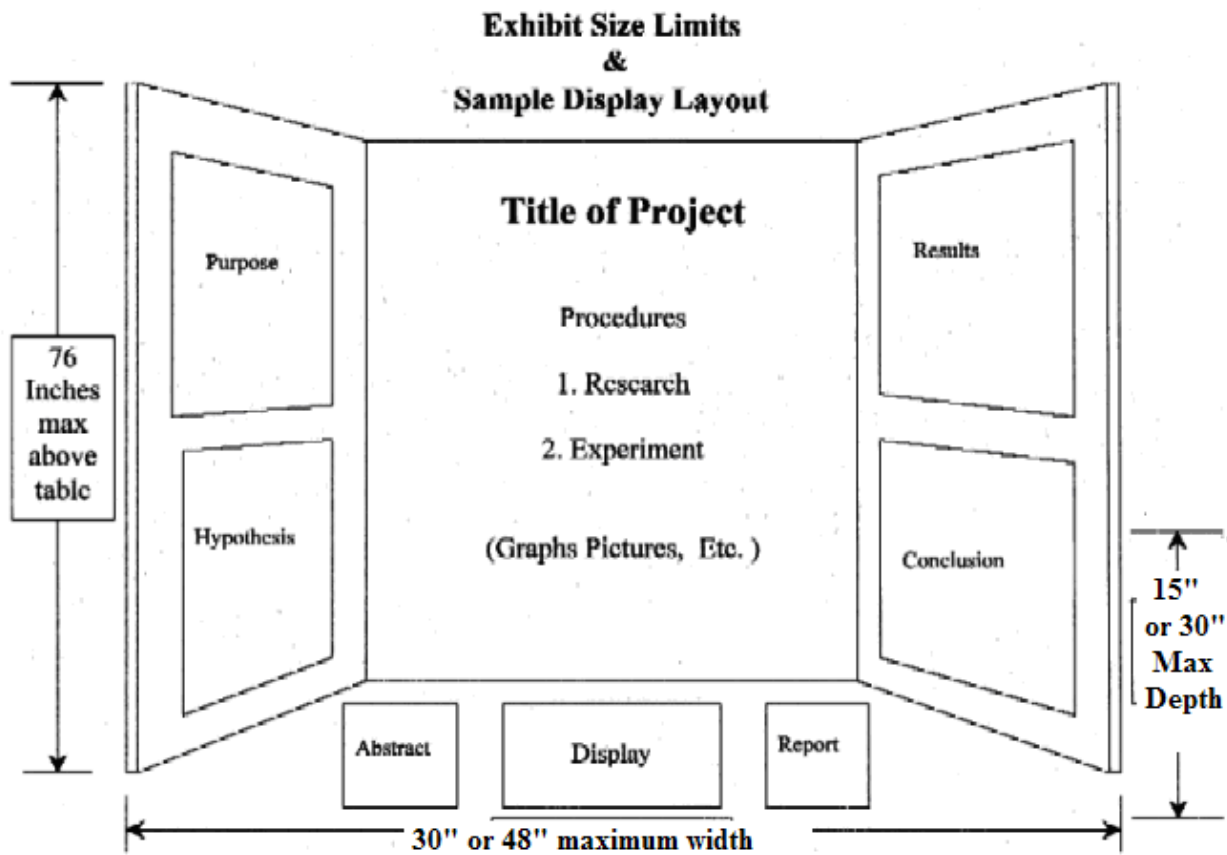 Exhibit Size Limits
&
Sample Display Layout
76
Inches
max
above
table
Purpose
Hypothesis
Title of Project
Procedures
1. Research
2. Experiment
(Graphs Pictures, Etc. )
Results
Conclusion
15"
or 30"
Max
Depth
Abstract
Display
Report
30" or 48" maximum width